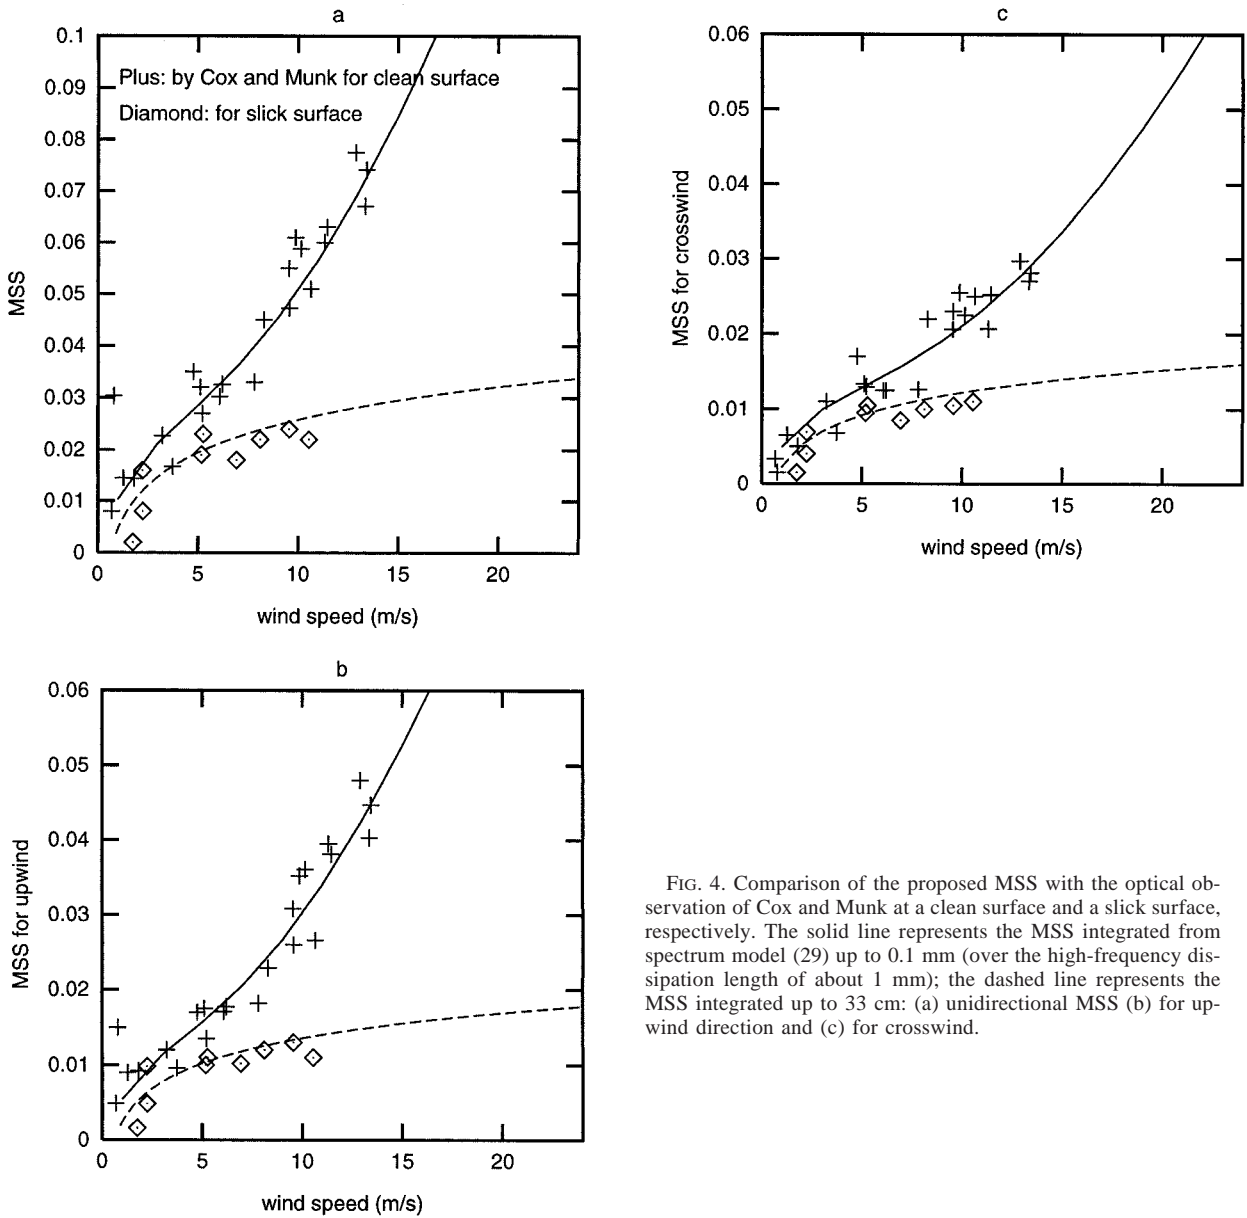 a
0.1
0.09
0.08
0.07
0.06
0.05
0.04
0.03
0.02
0.01
0
MSS
Plus: by Cox and Munk for clean surface
Diamond: for slick surface
0 5 10 15 20
wind speed (m/s)
c
0.06
0.05
0.04
0.03
0.02
0.01
0
MSS for crosswind
0 5 10 15 20
wind speed (m/s)
b
0.06
0.05
0.04
0.03
0.02
0.01
0
MSS for upwind
0 5 10 15 20
wind speed (m/s)
FIG. 4. Comparison of the proposed MSS with the optical ob-
servation of Cox and Munk at a clean surface and a slick surface,
respectively. The solid line represents the MSS integrated from
spectrum model (29) up to 0.1 mm (over the high-frequency dis-
sipation length of about 1 mm); the dashed line represents the
MSS integrated up to 33 cm: (a) unidirectional MSS (b) for up-
wind direction and (c) for crosswind.